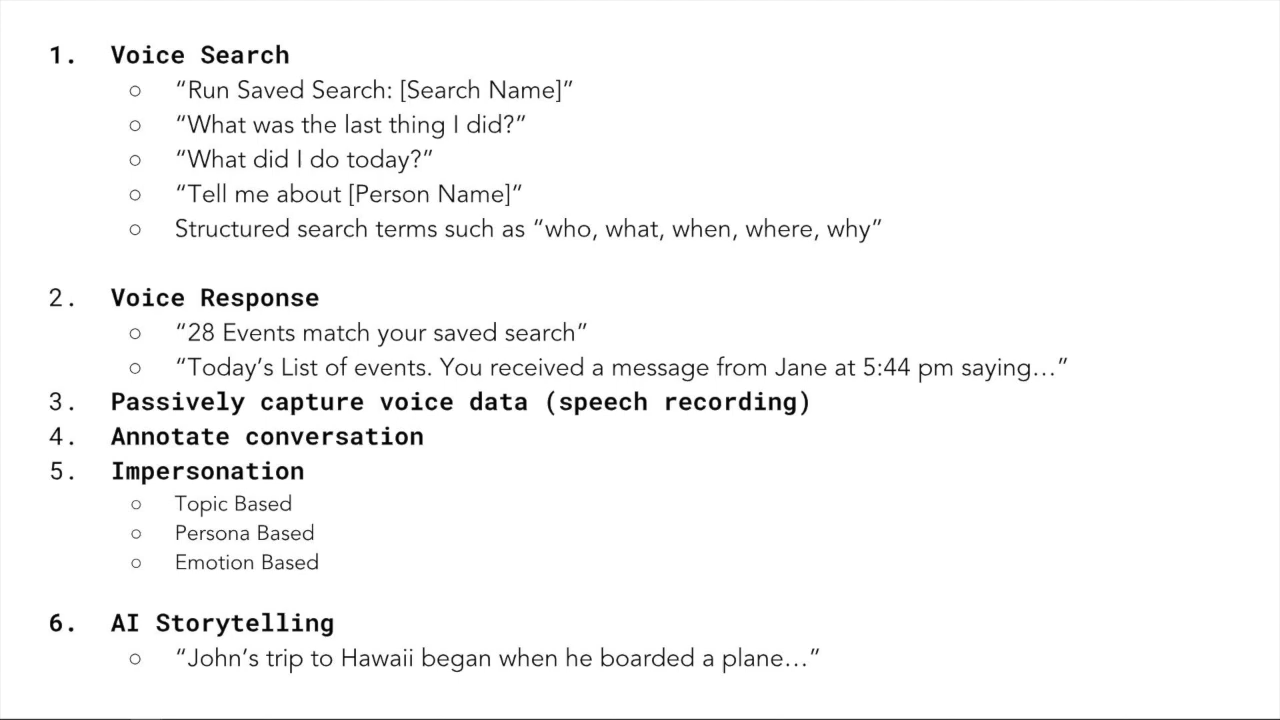 1. Voice Search
○ “Run Saved Search: [Search Name]”
○ “What was the last thing I did?”
○ “What did I do today?”
○ “Tell me about [Person Name]”
○ Structured search terms such as “who, what, when, where, why”
2. Voice Response
○ “28 Events match your saved search”
○ “Today’s List of events. You received a message from Jane at 5:44 pm saying…”
3. Passively capture voice data (speech recording)
4. Annotate conversation
5. Impersonation
○ Topic Based
○ Persona Based
○ Emotion Based
6. AI Storytelling
○ “John’s trip to Hawaii began when he boarded a plane…”